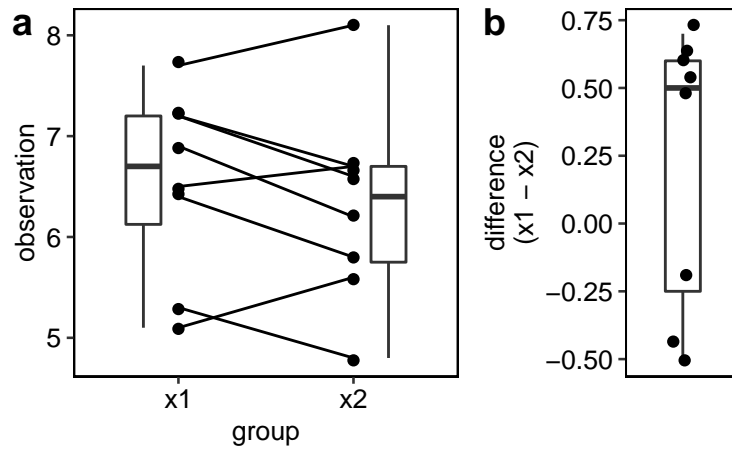 a
8
7
6
5
observation
x1
x2
group
b
0.75
0.50
0.25
0.00
−0.25
−0.50
difference
(x1 − x2)